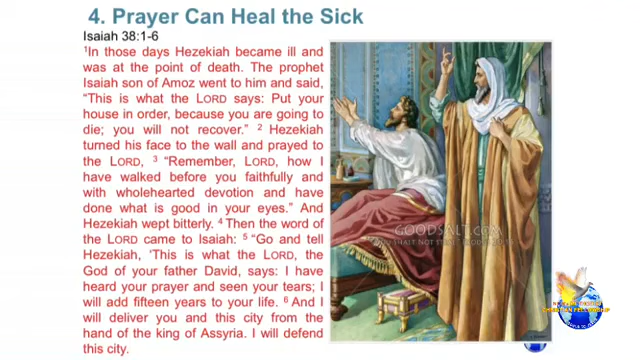 4. Prayer Can Heal the Sick
Isaiah 38:1-6
¹In those days Hezekiah became ill and
was at the point of death. The prophet
Isaiah son of Amoz went to him and said,
“This is what the LORD says: Put your
house in order, because you are going to
die; you will not recover.” ² Hezekiah
turned his face to the wall and prayed to
the LORD, ³ “Remember, LORD, how I
have walked before you faithfully and
with wholehearted devotion and have
done what is good in your eyes.” And
Hezekiah wept bitterly. ⁴ Then the word
of the LORD came to Isaiah: ⁵ “Go and tell
Hezekiah, ‘This is what the LORD, the
God of your father David, says: I have
heard your prayer and seen your tears; I
will add fifteen years to your life. ⁶ And I
will deliver you and this city from the
hand of the king of Assyria. I will defend
this city.
GOODSALT.COM
"YOU SHALT NOT STEAL"